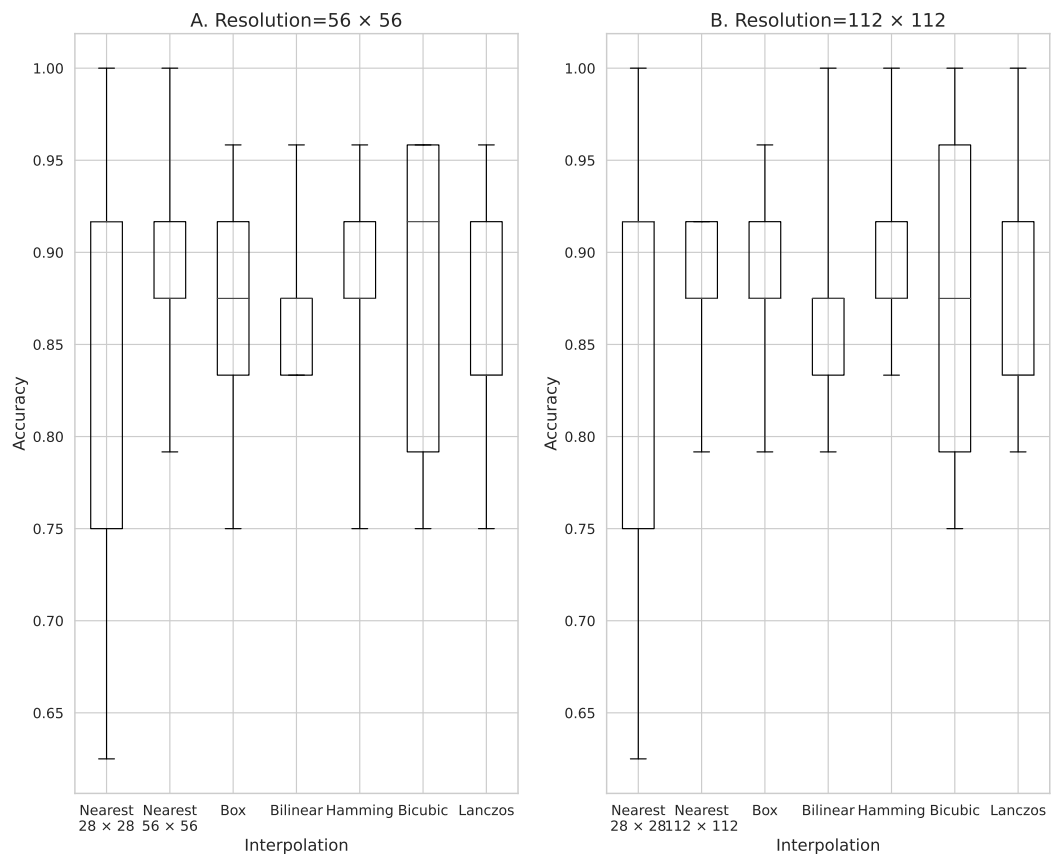 A. Resolution=56 × 56
1.00
0.95
0.90
0.85
0.80
0.75
0.70
0.65
Accuracy
Nearest
28 × 28
Nearest
56 × 56
Box
Bilinear
Hamming
Bicubic
Lanczos
Interpolation
B. Resolution=112 × 112
1.00
0.95
0.90
0.85
0.80
0.75
0.70
0.65
Accuracy
Nearest
28 × 28
Nearest
112 × 112
Box
Bilinear
Hamming
Bicubic
Lanczos
Interpolation